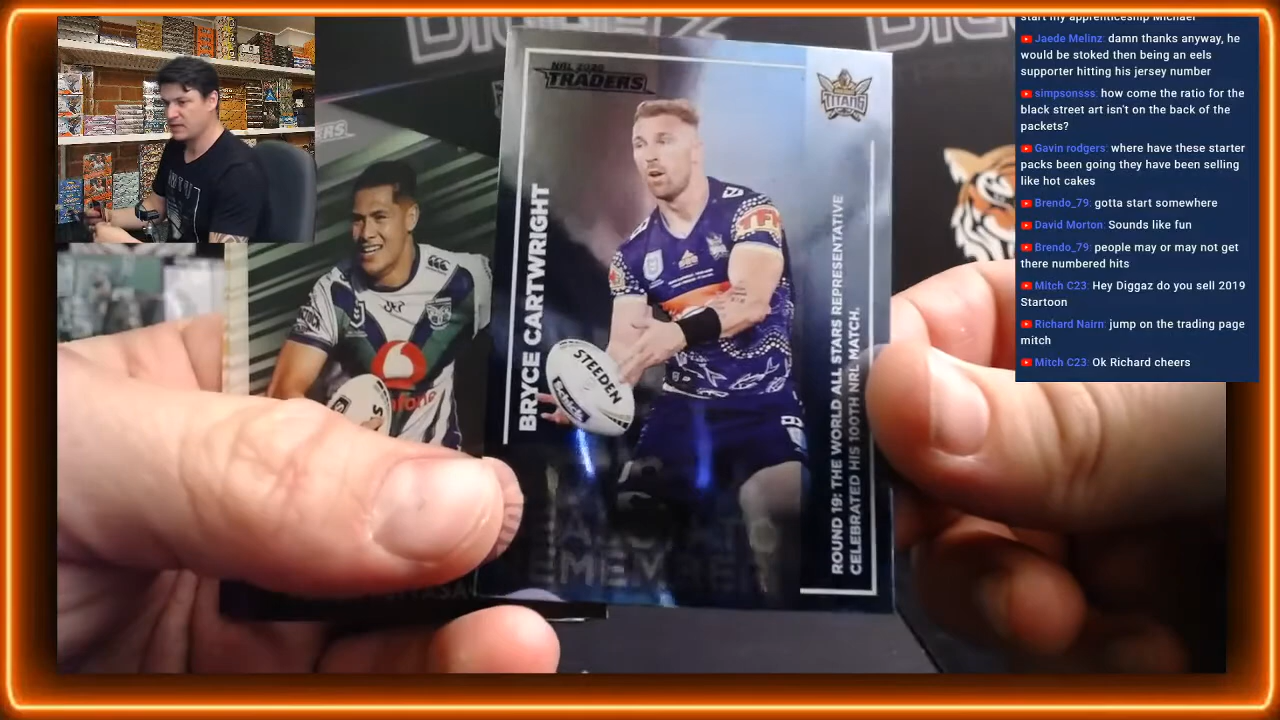 NRL 2020
TRADERS
TITANS
BRYCE CARTWRIGHT
STEEDEN
ROUND 19: THE WORLD ALL STARS REPRESENTATIVE
CELEBRATED HIS 100TH NRL MATCH.
REMEMBER
start my apprenticeship Michael
Jaede Melinz: damn thanks anyway, he
would be stoked then being an eels
supporter hitting his jersey number
simpsonsss: how come the ratio for the
black street art isn't on the back of the
packets?
Gavin rodgers: where have these starter
packs been going they have been selling
like hot cakes
Brendo_79: gotta start somewhere
David Morton: Sounds like fun
Brendo_79: people may or may not get
there numbered hits
Mitch C23: Hey Diggaz do you sell 2019
Startoon
Richard Nairn: jump on the trading page
mitch
Mitch C23: Ok Richard cheers